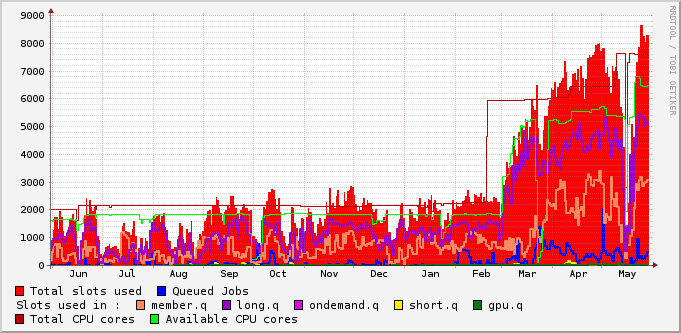 9000
8000
7000
6000
5000
4000
3000
2000
1000
0
Jun Jul Aug Sep Oct Nov Dec Jan Feb Mar Apr May
RRDTOOL / TOBI OETIKER
Total slots used Queued Jobs
Slots used in : member.q long.q ondemand.q short.q gpu.q
Total CPU cores Available CPU cores